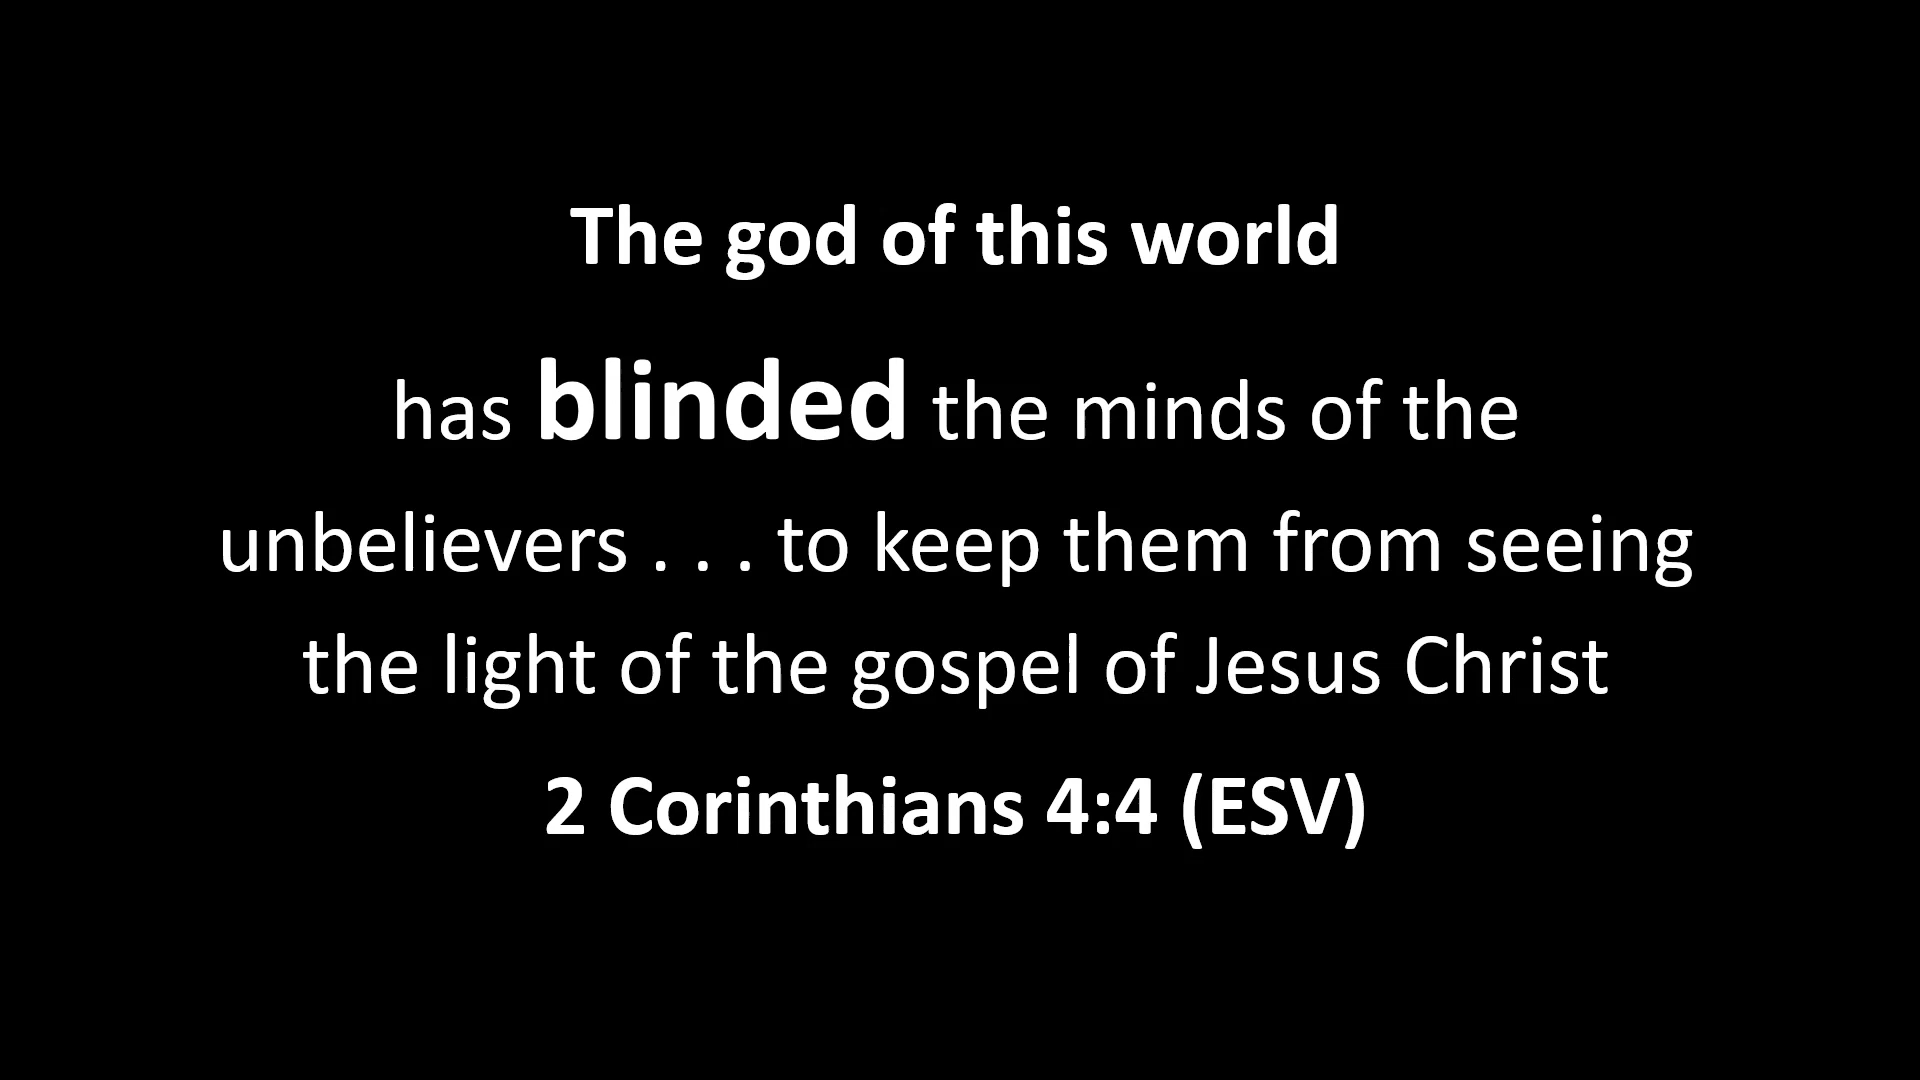 The god of this world
has blinded the minds of the
unbelievers . . . to keep them from seeing
the light of the gospel of Jesus Christ
2 Corinthians 4:4 (ESV)